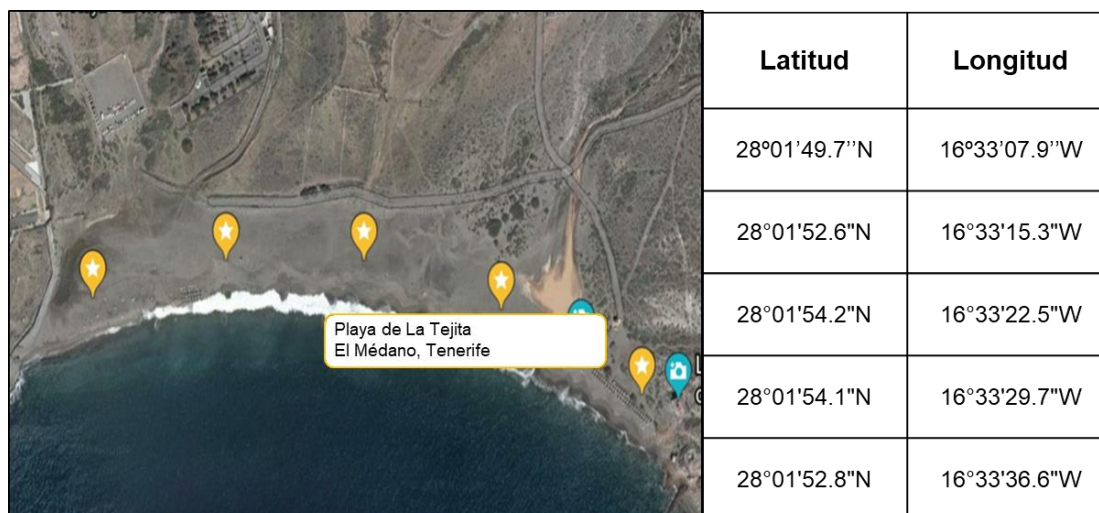 Playa de La Tejita
El Médano, Tenerife
L
Latitud Longitud
28º01’49.7’’N 16º33’07.9’’W
28°01'52.6"N 16°33'15.3"W
28°01'54.2"N 16°33'22.5"W
28°01'54.1"N 16°33'29.7"W
28°01'52.8"N 16°33'36.6"W